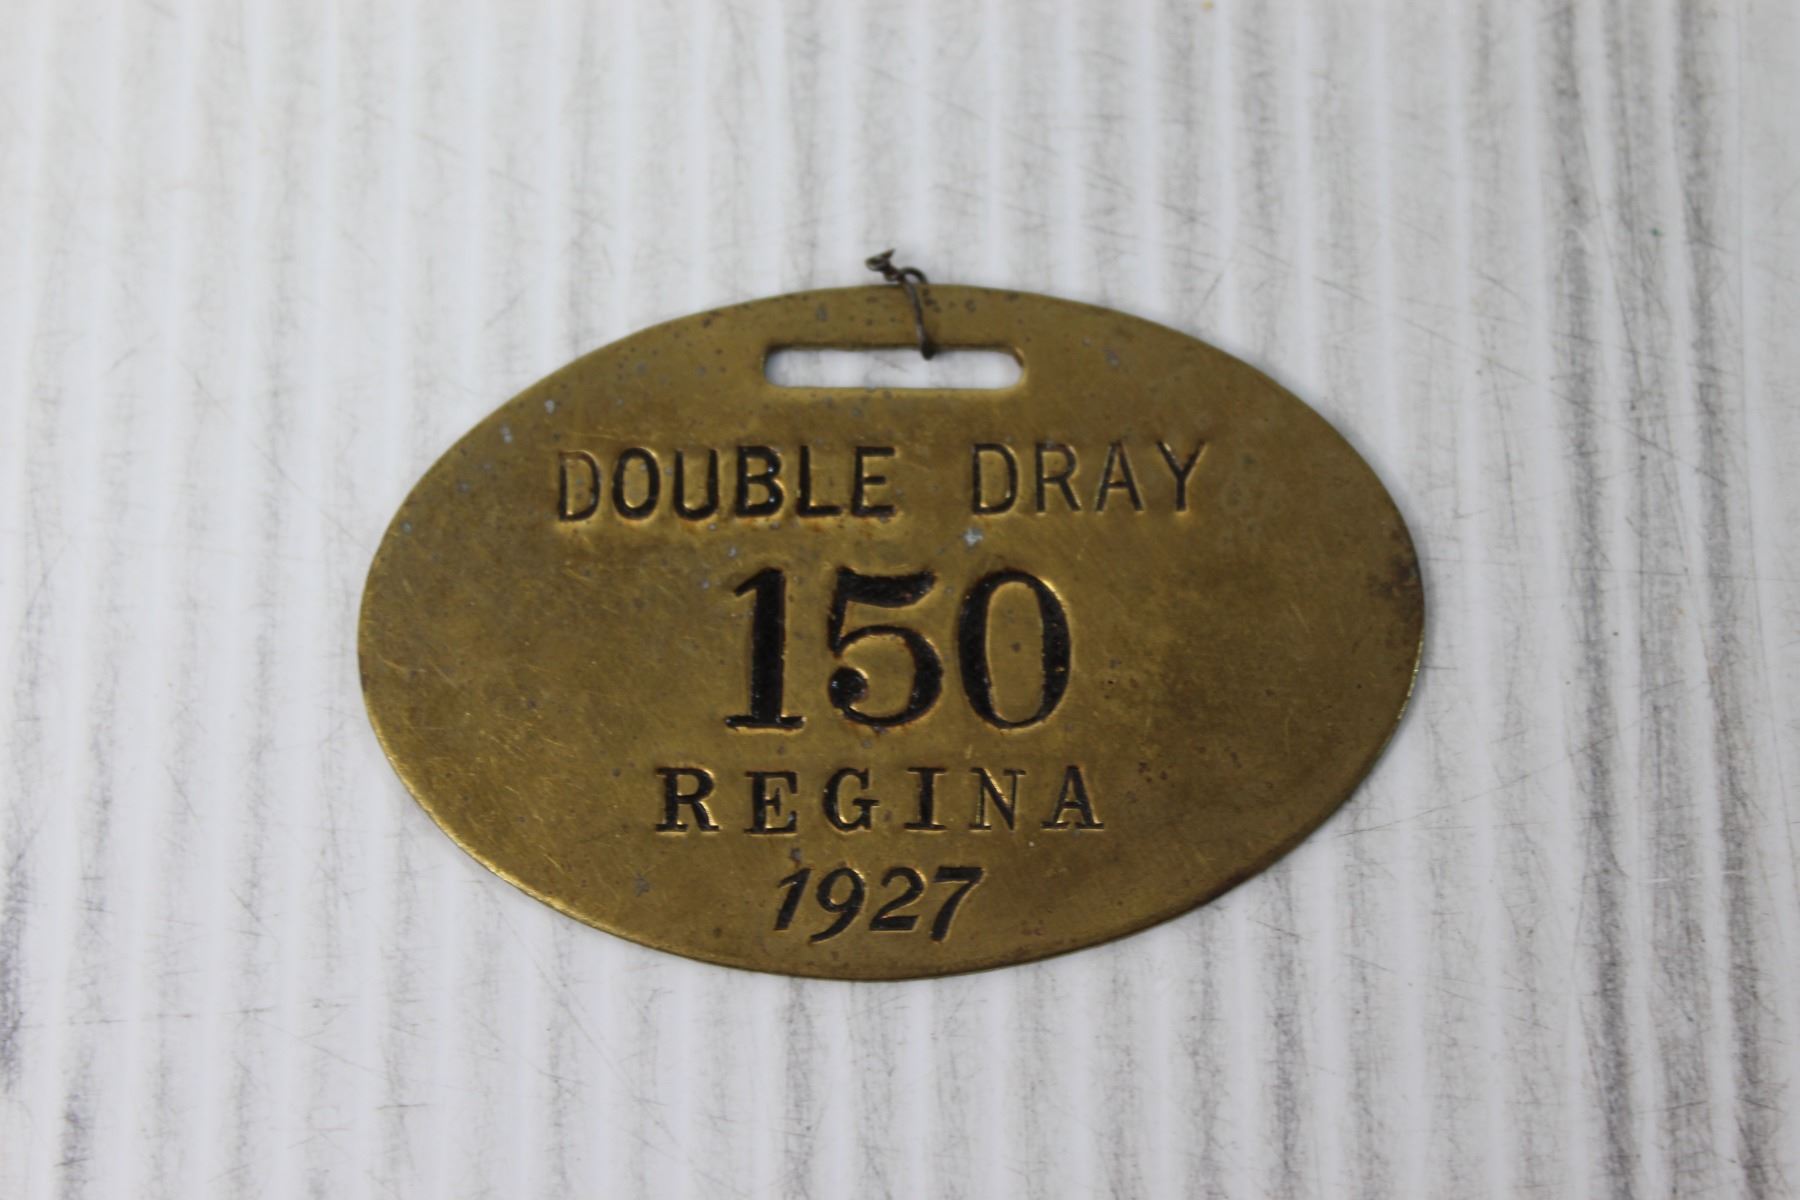 DOUBLE DRAY
150
REGINA
1927